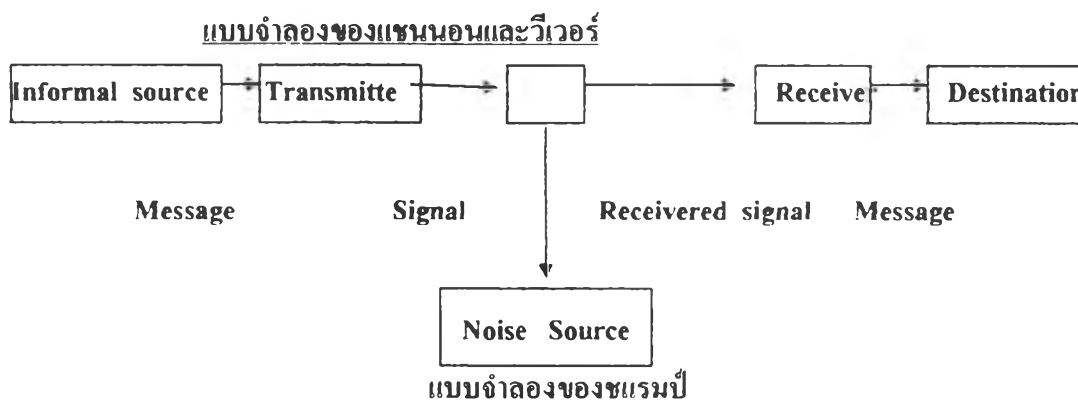 แบบจำลองของแชนนอนและวีเวอร์
Informal source Transmitte Receive Destination
Message Signal Receivered signal Message
Noise Source
แบบจำลองของชแรมป์